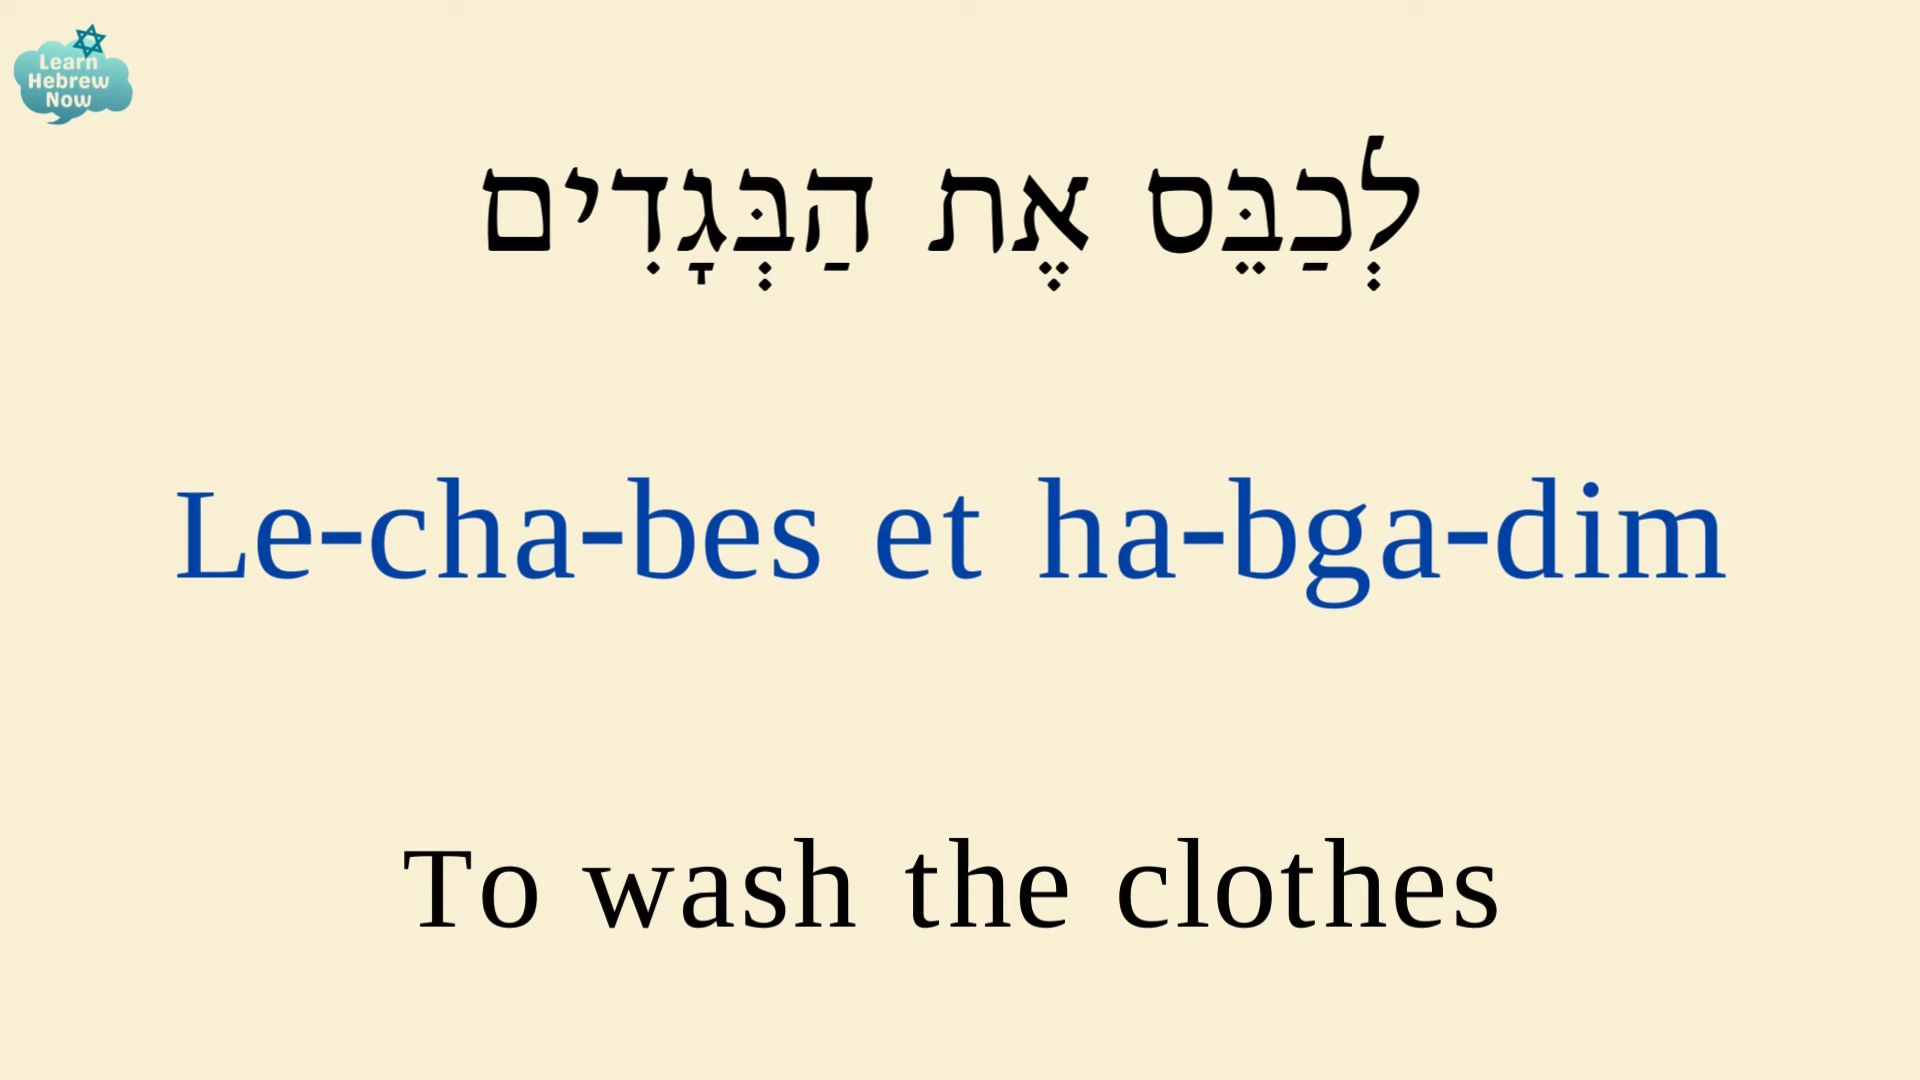 Learn
Hebrew
Now
לְכַבֵּס אֶת הַבְּגָדִים
Le-cha-bes et ha-bga-dim
To wash the clothes